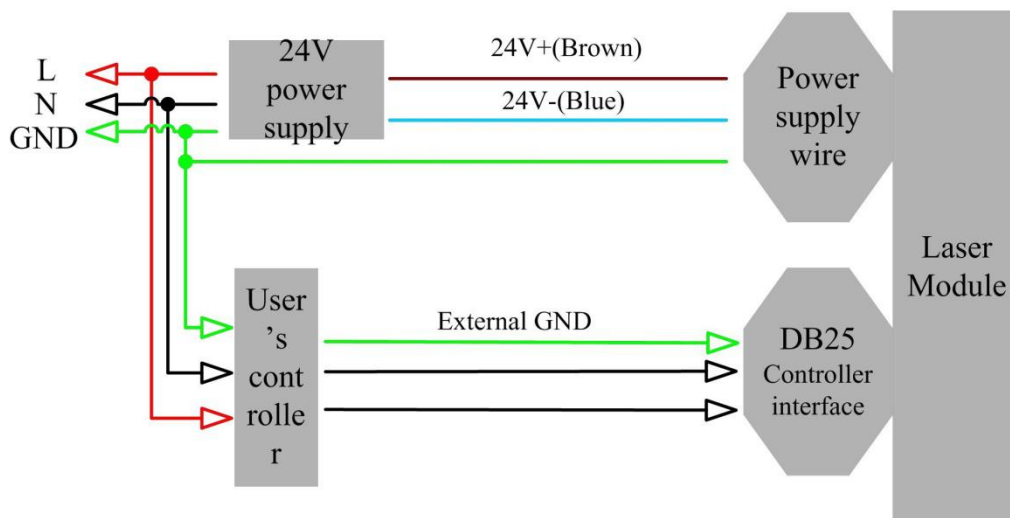 L
N
GND
24V
power
supply
24V+(Brown)
24V-(Blue)
Power
supply
wire
Laser
Module
User
's
cont
rolle
r
External GND
DB25
Controller
interface